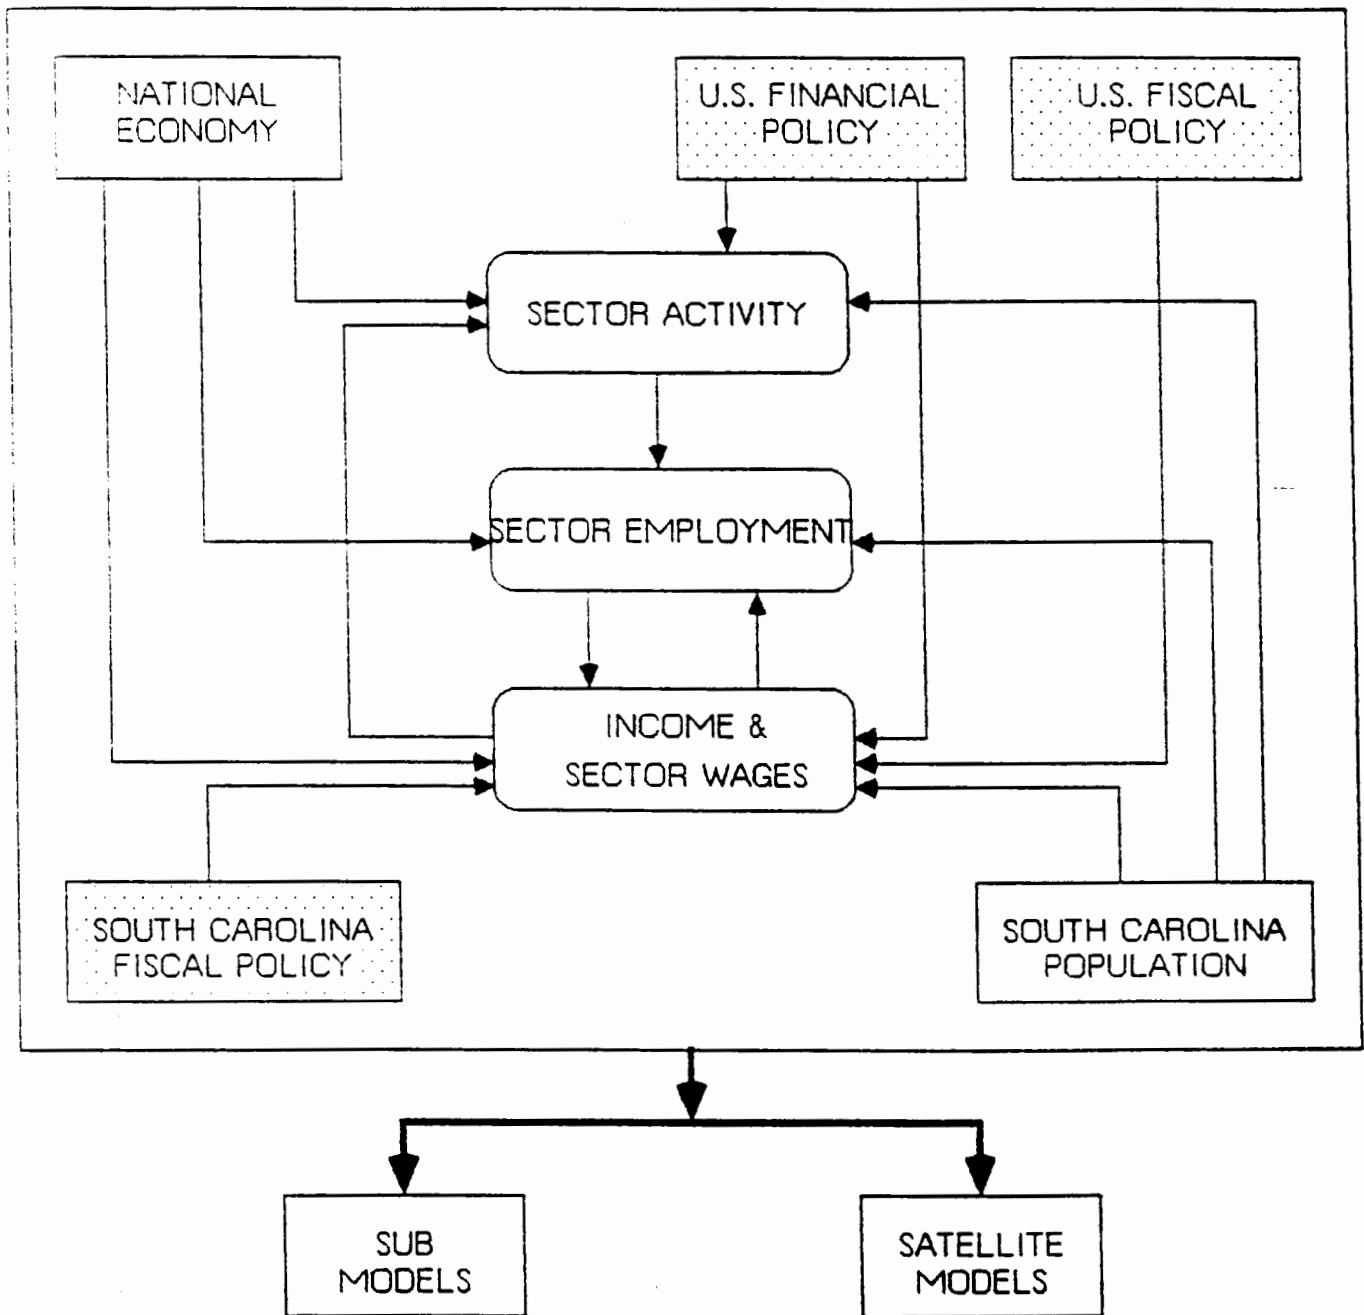 NATIONAL
ECONOMY
U.S. FINANCIAL
POLICY
U.S. FISCAL
POLICY
SECTOR ACTIVITY
SECTOR EMPLOYMENT
INCOME &
SECTOR WAGES
SOUTH CAROLINA
FISCAL POLICY
SOUTH CAROLINA
POPULATION
SUB
MODELS
SATELLITE
MODELS